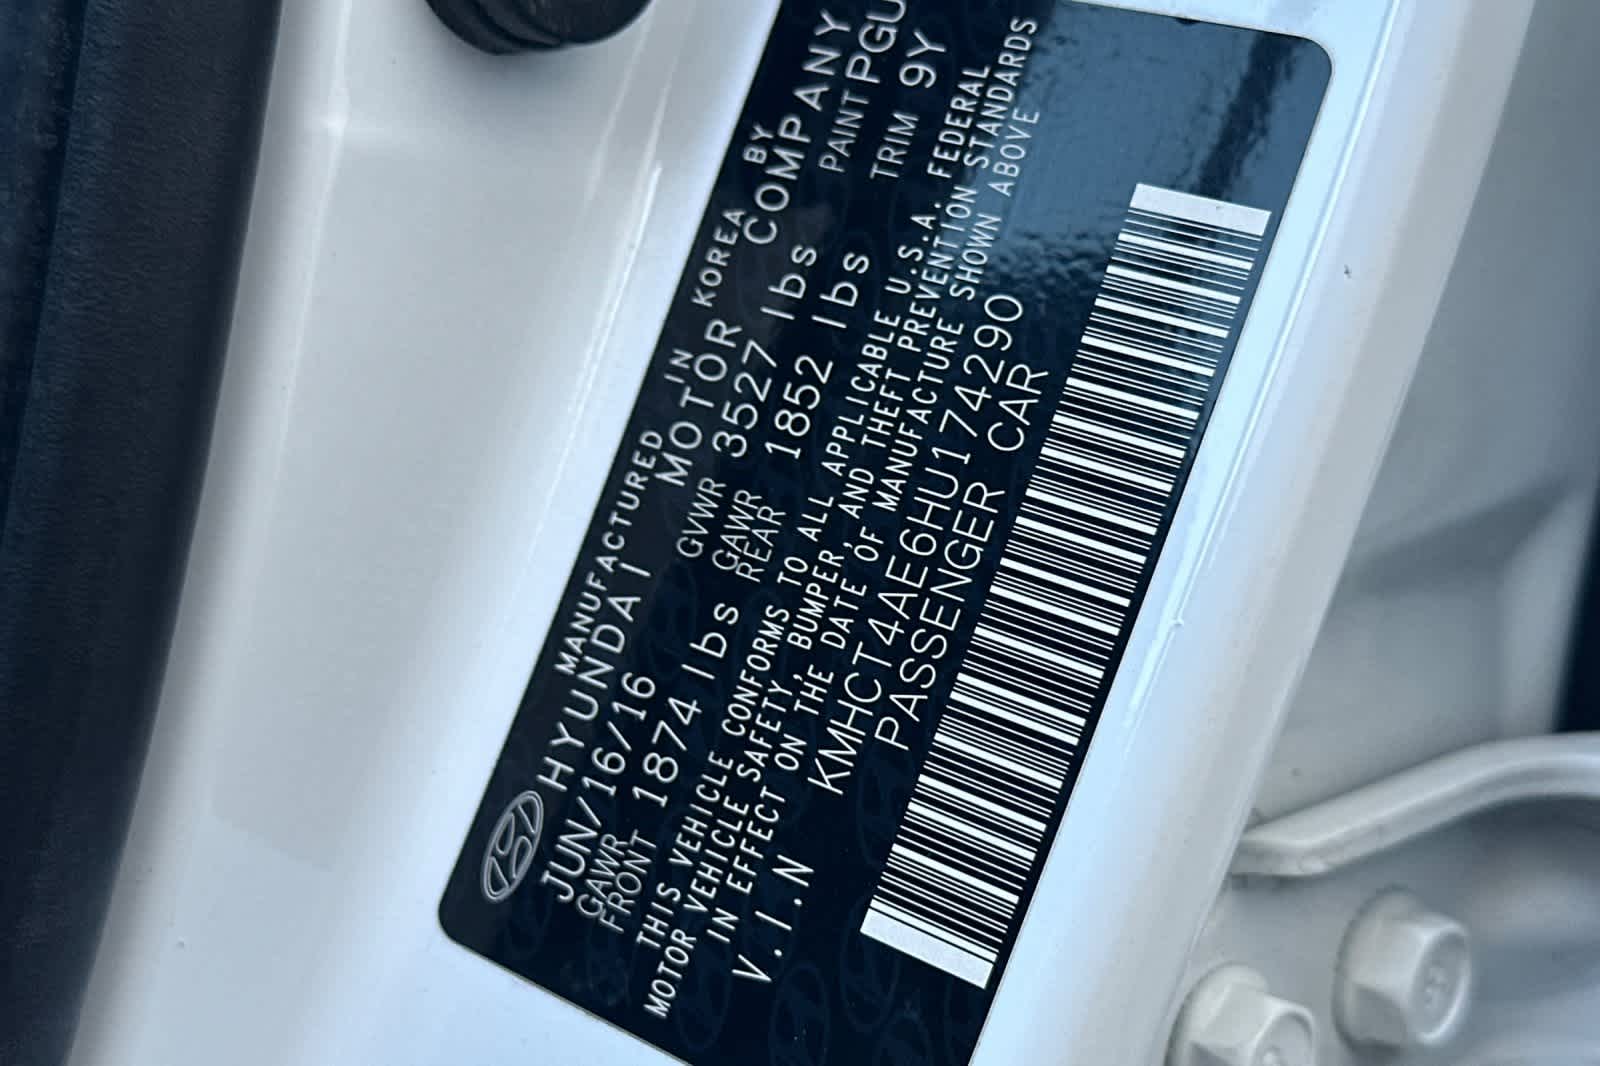 MANUFACTURED IN KOREA BY
HYUNDAI MOTOR COMPANY
JUN/16/16 GVWR 3527 lbs PAINT PGU
GAWR FRONT 1874 lbs GAWR REAR 1852 lbs TRIM 9Y
THIS VEHICLE CONFORMS TO ALL APPLICABLE U.S.A. FEDERAL
MOTOR VEHICLE SAFETY, BUMPER, AND THEFT PREVENTION STANDARDS
IN EFFECT ON THE DATE OF MANUFACTURE SHOWN ABOVE
V.I.N KMHCT4AE6HU174290
PASSENGER CAR